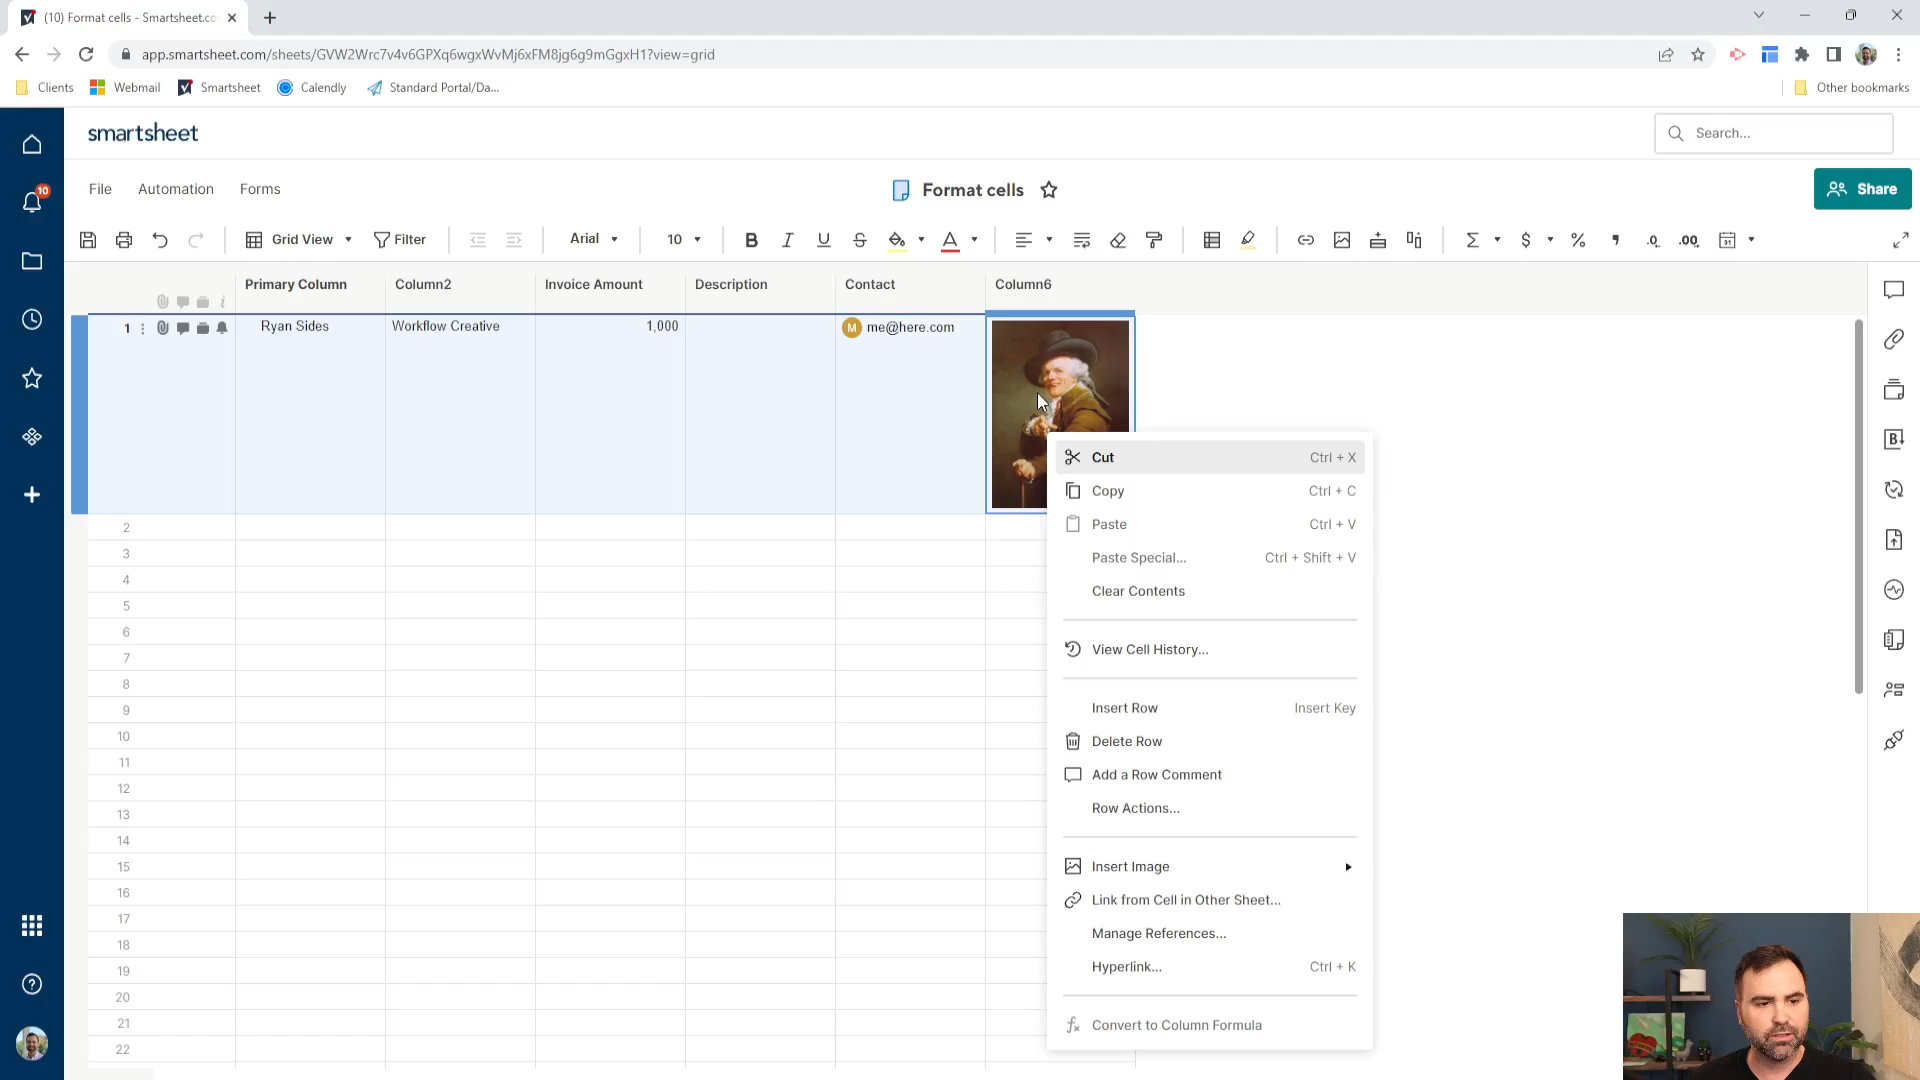 (10) Format cells - Smartsheet.co
app.smartsheet.com/sheets/GVW2Wrc7v4v6GPXq6wgxWvMj6xFM8jg6g9mGgxH1?view=grid
Clients
Webmail
Smartsheet
Calendly
Standard Portal/Da...
Other bookmarks
smartsheet
Search...
File
Automation
Forms
Format cells
Share
10
Grid View
Filter
Arial
10
B
I
U
S
A
Σ
$
%
.0
.00
31
Primary Column
Column2
Invoice Amount
Description
Contact
Column6
1
Ryan Sides
Workflow Creative
1,000
M me@here.com
Cut Ctrl + X
Copy Ctrl + C
Paste Ctrl + V
Paste Special... Ctrl + Shift + V
Clear Contents
View Cell History...
Insert Row Insert Key
Delete Row
Add a Row Comment
Row Actions...
Insert Image
Link from Cell in Other Sheet...
Manage References...
Hyperlink... Ctrl + K
fx Convert to Column Formula
2
3
4
5
6
7
8
9
10
11
12
13
14
15
16
17
18
19
20
21
22